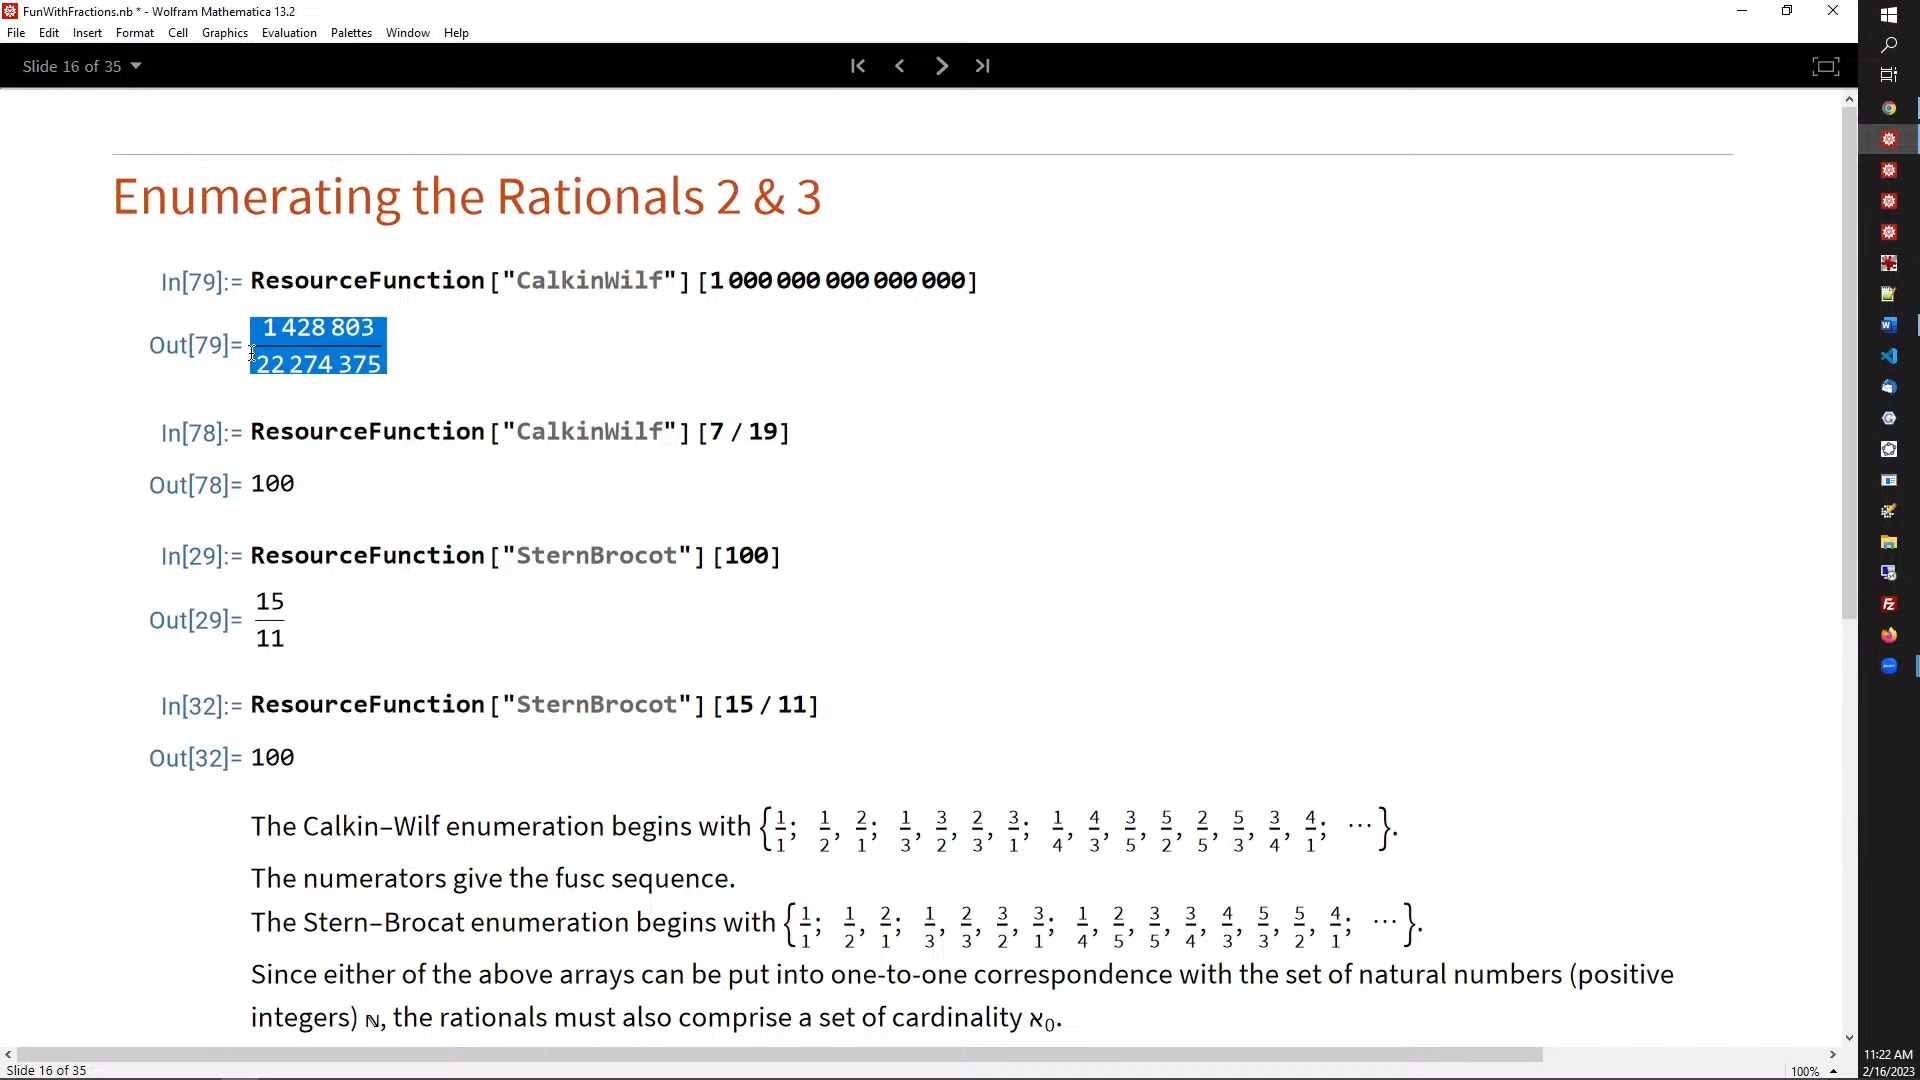 FunWithFractions.nb * - Wolfram Mathematica 13.2
File Edit Insert Format Cell Graphics Evaluation Palettes Window Help
Slide 16 of 35
Enumerating the Rationals 2 & 3
In[79]:= ResourceFunction["CalkinWilf"][1 000 000 000 000 000]
Out[79]= 1 428 803 / 22 274 375
In[78]:= ResourceFunction["CalkinWilf"][7 / 19]
Out[78]= 100
In[29]:= ResourceFunction["SternBrocot"][100]
Out[29]= 15 / 11
In[32]:= ResourceFunction["SternBrocot"][15 / 11]
Out[32]= 100
The Calkin–Wilf enumeration begins with {1/1; 1/2, 2/1; 1/3, 3/2, 2/3, 3/1; 1/4, 4/3, 3/5, 5/2, 2/5, 5/3, 3/4, 4/1; ⋯}.
The numerators give the fusc sequence.
The Stern–Brocat enumeration begins with {1/1; 1/2, 2/1; 1/3, 2/3, 3/2, 3/1; 1/4, 2/5, 3/5, 3/4, 4/3, 5/3, 5/2, 4/1; ⋯}.
Since either of the above arrays can be put into one-to-one correspondence with the set of natural numbers (positive
integers) ℕ, the rationals must also comprise a set of cardinality ℵ₀.
Slide 16 of 35
100%
11:22 AM
2/16/2023